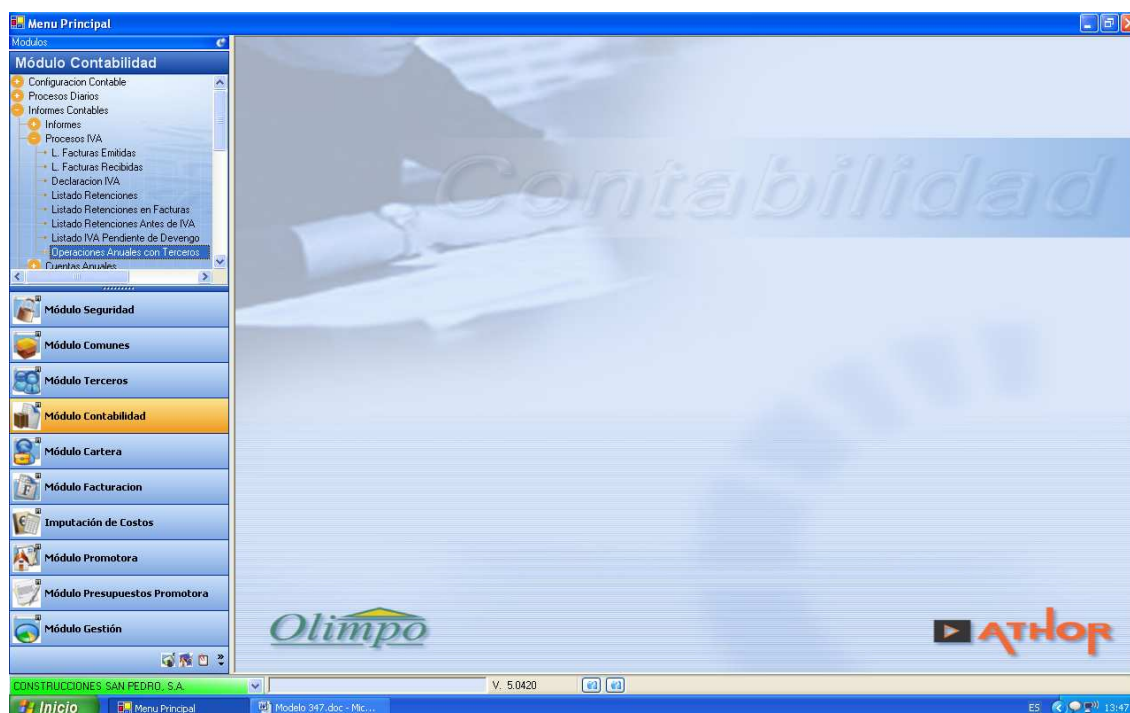 Menu Principal
Modulos
Módulo Contabilidad
Configuracion Contable
Procesos Diarios
Informes Contables
Informes
Procesos IVA
L. Facturas Emitidas
L. Facturas Recibidas
Declaracion IVA
Listado Retenciones
Listado Retenciones en Facturas
Listado Retenciones Antes de IVA
Listado IVA Pendiente de Devengo
Operaciones Anuales con Terceros
Cuentas Anuales
Módulo Seguridad
Módulo Comunes
Módulo Terceros
Módulo Contabilidad
Módulo Cartera
Módulo Facturacion
Imputación de Costos
Módulo Promotora
Módulo Presupuestos Promotora
Módulo Gestión
Contabilidad
Olimpo
ATHOR
CONSTRUCCIONES SAN PEDRO, S.A.
V. 5.0420
Inicio
Menu Principal
Modelo 347.doc - Mic...
ES
13:47